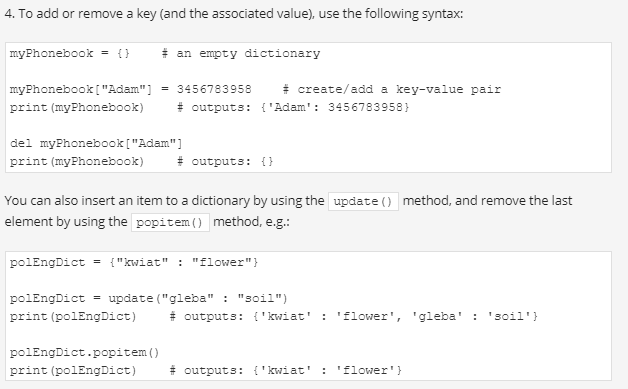 4. To add or remove a key (and the associated value), use the following syntax:
myPhonebook = {}    # an empty dictionary
myPhonebook["Adam"] = 3456783958    # create/add a key-value pair
print(myPhonebook)    # outputs: {'Adam': 3456783958}
del myPhonebook["Adam"]
print(myPhonebook)    # outputs: {}
You can also insert an item to a dictionary by using the update() method, and remove the last
element by using the popitem() method, e.g.:
polEngDict = {"kwiat" : "flower"}
polEngDict = update("gleba" : "soil")
print(polEngDict)    # outputs: {'kwiat' : 'flower', 'gleba' : 'soil'}
polEngDict.popitem()
print(polEngDict)    # outputs: {'kwiat' : 'flower'}